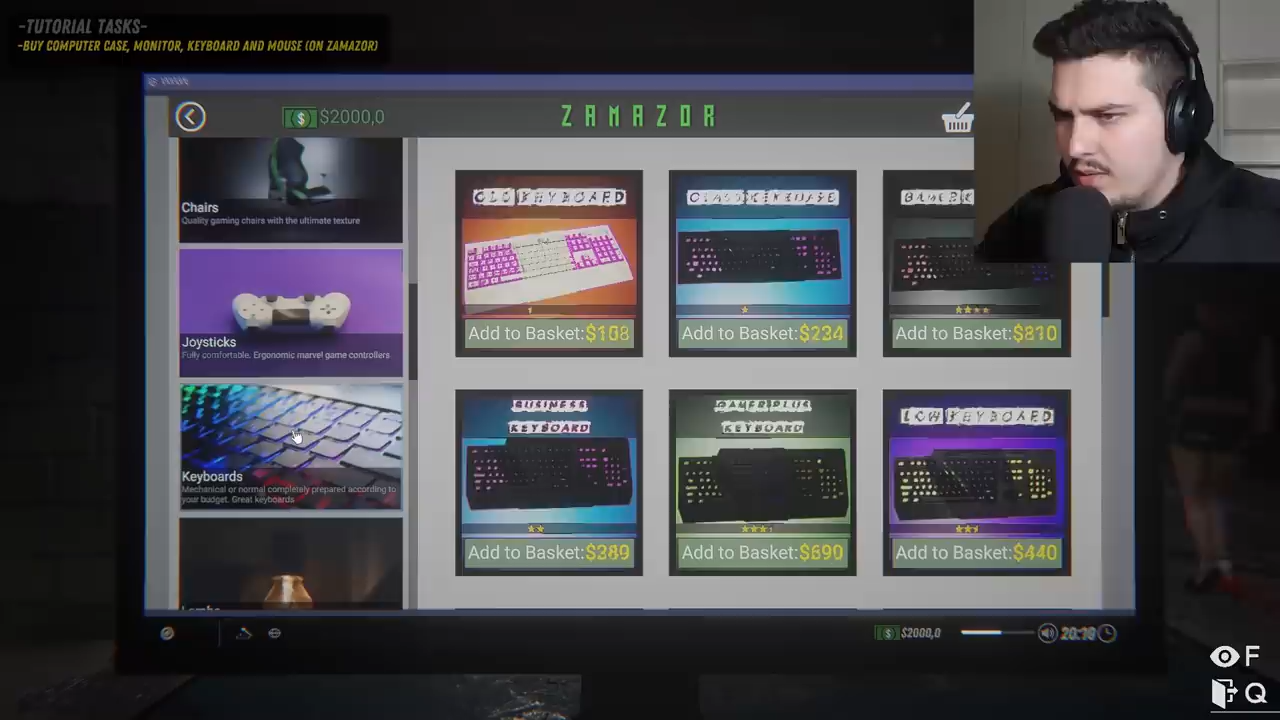 -TUTORIAL TASKS-
-BUY COMPUTER CASE, MONITOR, KEYBOARD AND MOUSE (ON ZAMAZOR)
$2000,0
ZAMAZOR
Chairs
Quality gaming chairs with the ultimate texture
Joysticks
Fully comfortable. Ergonomic marvel game controllers
Keyboards
Mechanical or normal completely prepared according to
your budget. Great keyboards
OLD KEYBOARD
Add to Basket:$168
Add to Basket:$234
Add to Basket:$810
BUSINESS
KEYBOARD
Add to Basket:$289
GAMER PLUS
KEYBOARD
Add to Basket:$690
KEYBOARD
Add to Basket:$440
$2000,0
F
Q